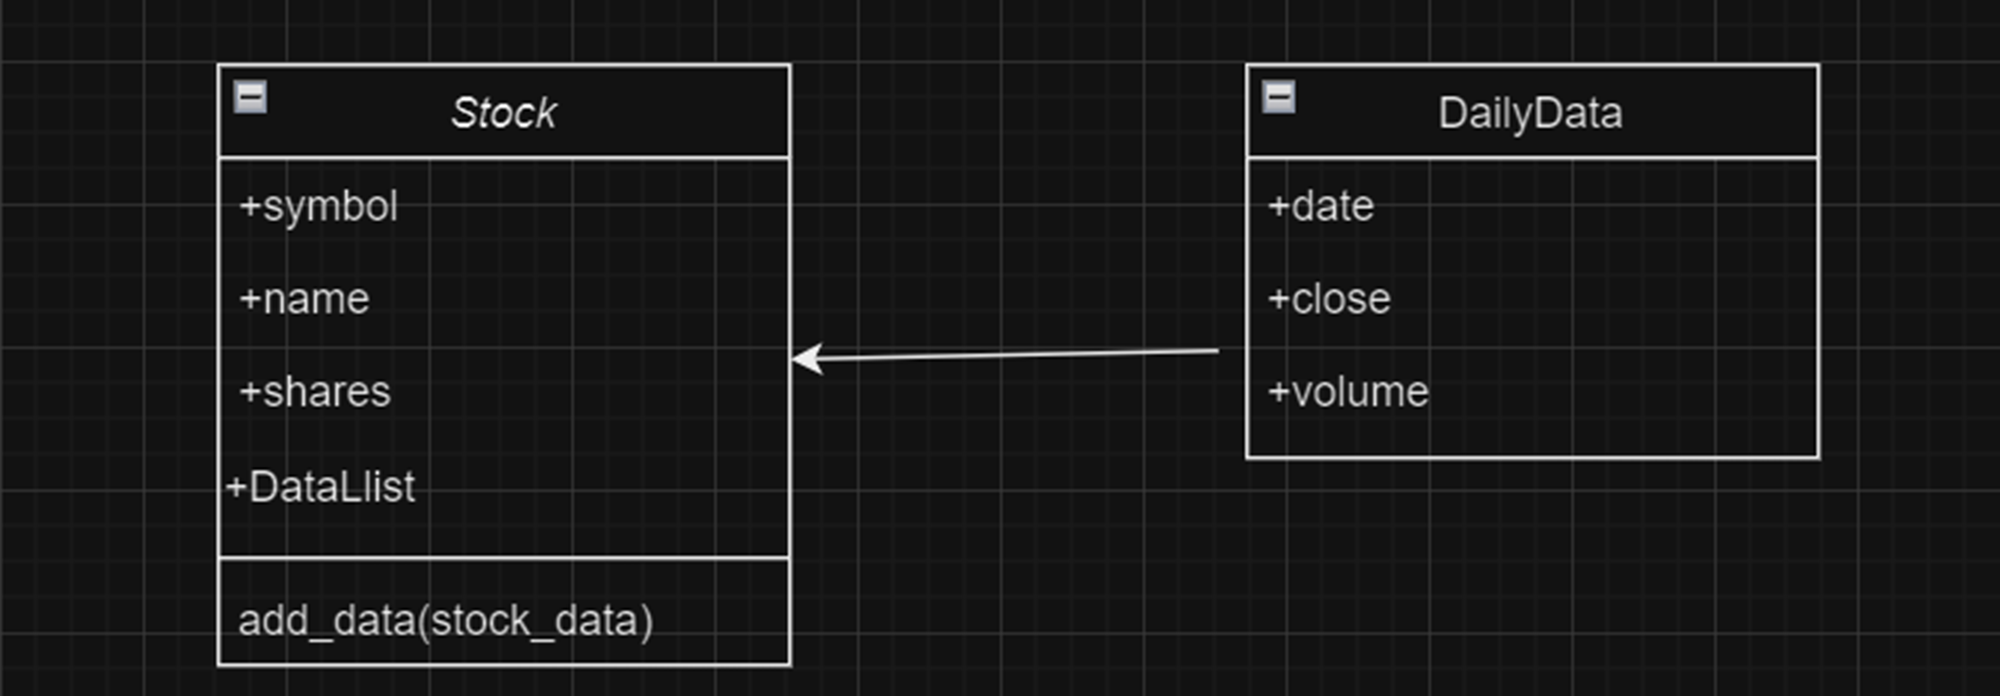 Stock
+symbol
+name
+shares
+DataLlist
add_data(stock_data)
DailyData
+date
+close
+volume